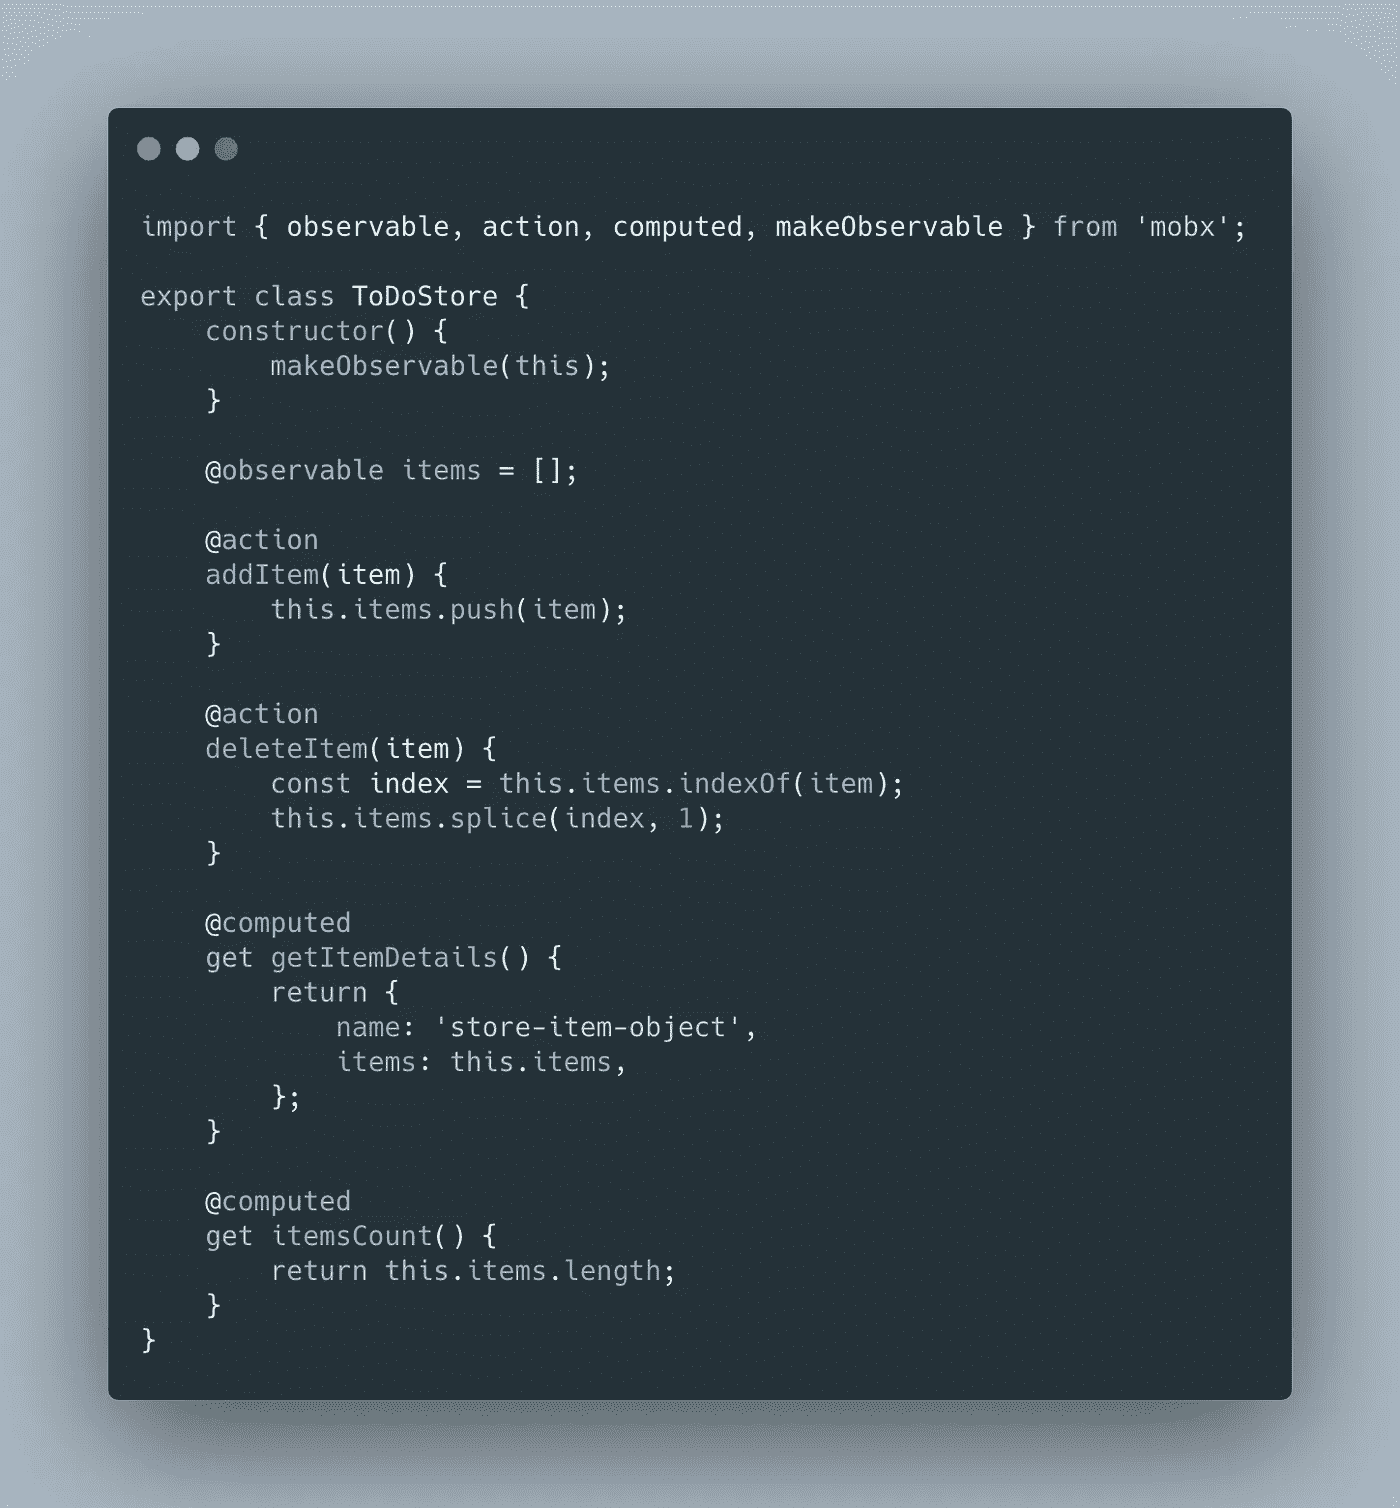 import { observable, action, computed, makeObservable } from 'mobx';
export class ToDoStore {
    constructor() {
        makeObservable(this);
    }
    @observable items = [];
    @action
    addItem(item) {
        this.items.push(item);
    }
    @action
    deleteItem(item) {
        const index = this.items.indexOf(item);
        this.items.splice(index, 1);
    }
    @computed
    get getItemDetails() {
        return {
            name: 'store-item-object',
            items: this.items,
        };
    }
    @computed
    get itemsCount() {
        return this.items.length;
    }
}